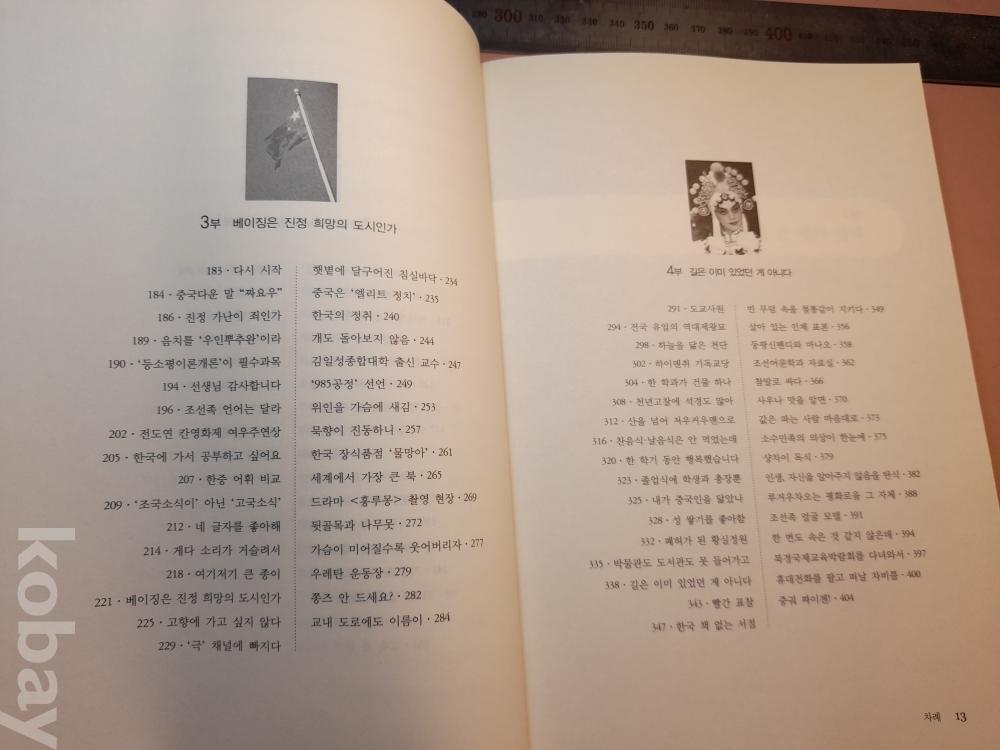 3부 베이징은 진정 희망의 도시인가
183 · 다시 시작
184 · 중국다운 말 “짜요우”
186 · 진정 가난이 죄인가
189 · 음치를 ‘우인뿌추완’이라
190 · ‘등소평이론개론’이 필수과목
194 · 선생님 감사합니다
196 · 조선족 언어는 달라
202 · 전도연 칸영화제 여우주연상
205 · 한국에 가서 공부하고 싶어요
207 · 한중 어휘 비교
209 · ‘조국소식이’ 아닌 ‘고국소식’
212 · 네 글자를 좋아해
214 · 게다 소리가 거슬려서
218 · 여기저기 큰 종이
221 · 베이징은 진정 희망의 도시인가
225 · 고향에 가고 싶지 않다
229 · ‘극’ 채널에 빠지다
햇볕에 달구어진 침실바닥 · 234
중국은 ‘엘리트 정치’ · 235
한국의 정취 · 240
개도 돌아보지 않음 · 244
김일성종합대학 출신 교수 · 247
‘985공정’ 선언 · 249
위인을 가슴에 새김 · 253
묵향이 진동하니 · 257
한국 장식품점 ‘물망아’ · 261
세계에서 가장 큰 북 · 265
드라마 <홍루몽> 촬영 현장 · 269
뒷골목과 나무못 · 272
가슴이 미어질수록 웃어버리자 · 277
우레탄 운동장 · 279
쫑즈 안 드세요? · 282
교내 도로에도 이름이 · 284
4부 길은 이미 있었던 게 아니다
291 · 도교사원
294 · 전국 유일의 역대제왕묘
298 · 하늘을 닮은 천단
302 · 하이덴취 기독교당
304 · 한 학과가 건물 하나
308 · 천년고찰에 석경도 많아
312 · 산을 넘어 저우커우뎬으로
316 · 찬음식·날음식은 안 먹었는데
320 · 한 학기 동안 행복했습니다
323 · 졸업식에 학생과 총장뿐
325 · 내가 중국인을 닮았나
328 · 성 쌓기를 좋아함
332 · 폐허가 된 황실정원
335 · 박물관도 도서관도 못 들어가고
338 · 길은 이미 있었던 게 아니다
343 · 빨간 표찰
347 · 한국 책 없는 서점
빈 무덤 속을 철통같이 지키다 · 349
살아 있는 인체 표본 · 356
동팡신톈디와 마나오 · 358
조선어문학과 자료실 · 362
참말로 싸다 · 366
사우나 맛을 알면 · 370
같은 파는 사람 마음대로 · 373
소수민족의 의상이 한눈에 · 375
샹차이 독식 · 379
인생, 자신을 알아주지 않음을 탄식 · 382
루거우차오는 평화로움 그 자체 · 388
조선족 얼굴 모델 · 391
한 번도 속은 것 같지 않은데 · 394
북경국제교육박람회를 다녀와서 · 397
휴대전화를 팔고 떠날 차비를 · 400
중궈 짜이젠! · 404
차례 13
kobay